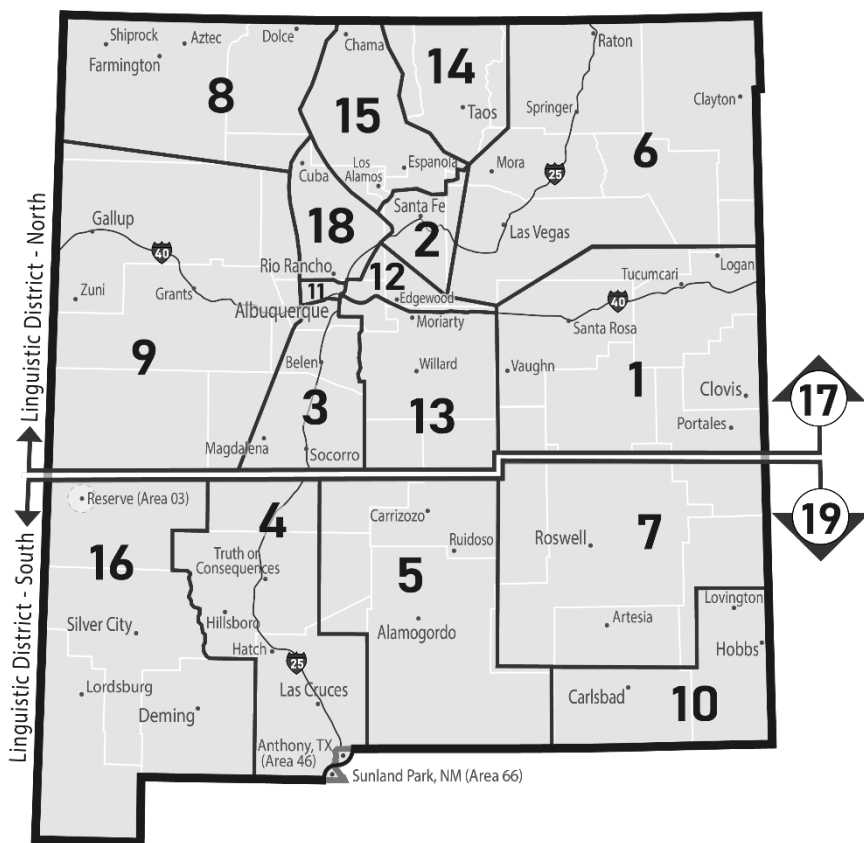 Shiprock
Aztec
Dolce
Farmington
Chama
Raton
8
14
15
Taos
Springer
Clayton
6
Cuba
Los
Alamos
Espanola
Mora
25
Santa Fe
2
Las Vegas
18
Gallup
40
Rio Rancho
11
12
Edgewood
Albuquerque
Moriarty
Zuni
Grants
Tucumcari
Logan
40
Santa Rosa
9
Belen
3
Willard
13
Vaughn
1
Clovis
Portales
Magdalena
Socorro
Linguistic District - North
17
Linguistic District - South
19
Reserve (Area 03)
16
4
Truth or
Consequences
Carrizozo
Ruidoso
5
Roswell
7
Silver City
Hillsboro
Hatch
Alamogordo
Artesia
Lovington
Hobbs
25
Lordsburg
Deming
Las Cruces
Carlsbad
10
Anthony, TX
(Area 46)
Sunland Park, NM (Area 66)